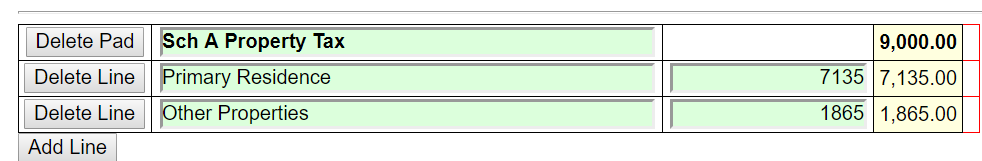 Delete Pad Sch A Property Tax 9,000.00
Delete Line Primary Residence 7135 7,135.00
Delete Line Other Properties 1865 1,865.00
Add Line